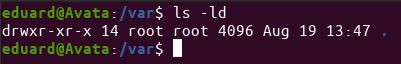 eduard@Avata:/var$ ls -ld
drwxr-xr-x 14 root root 4096 Aug 19 13:47 .
eduard@Avata:/var$